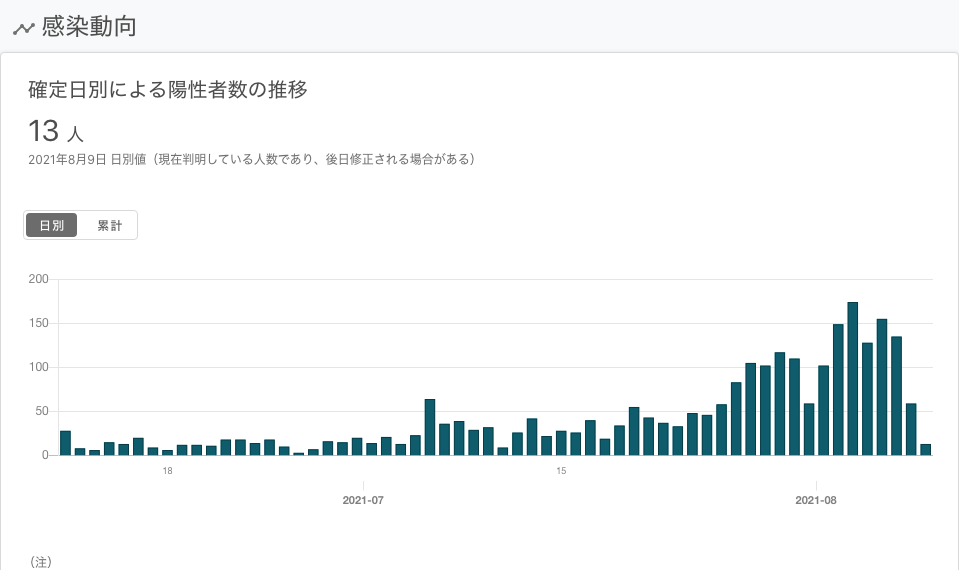 感染動向
確定日別による陽性者数の推移
13 人
2021年8月9日 日別値（現在判明している人数であり、後日修正される場合がある）
日別 累計
200
150
100
50
0
18 15
2021-07 2021-08
（注）